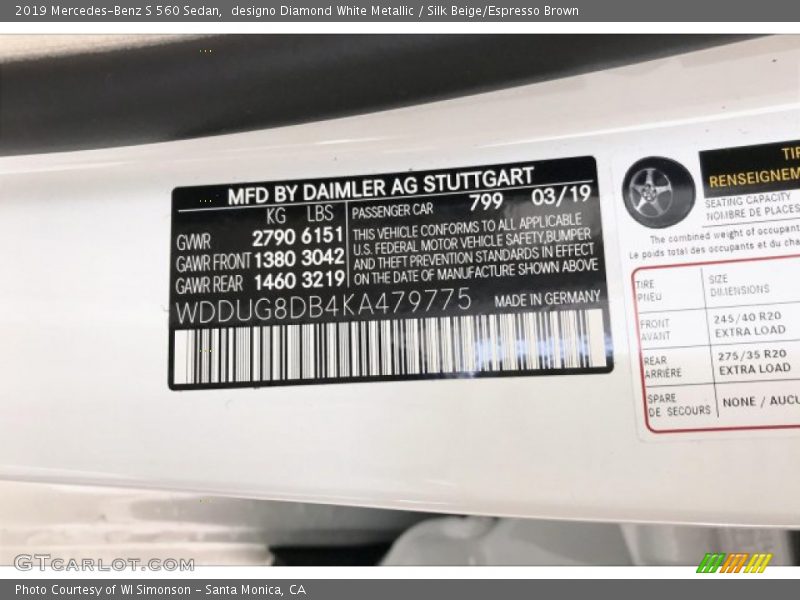 2019 Mercedes-Benz S 560 Sedan,  designo Diamond White Metallic / Silk Beige/Espresso Brown
MFD BY DAIMLER AG STUTTGART
KG LBS
GVWR 2790 6151
GAWR FRONT 1380 3042
GAWR REAR 1460 3219
PASSENGER CAR 799 03/19
THIS VEHICLE CONFORMS TO ALL APPLICABLE
U.S. FEDERAL MOTOR VEHICLE SAFETY,BUMPER
AND THEFT PREVENTION STANDARDS IN EFFECT
ON THE DATE OF MANUFACTURE SHOWN ABOVE
WDDUG8DB4KA479775 MADE IN GERMANY
RENSEIGNEM
SEATING CAPACITY
NOMBRE DE PLACES
The combined weight of occupant
Le poids total des occupants et du cha
TIRE SIZE
PNEU DIMENSIONS
FRONT 245/40 R20
AVANT EXTRA LOAD
REAR 275/35 R20
ARRIÈRE EXTRA LOAD
SPARE NONE / AUCU
DE SECOURS
GTCARLOT.COM
Photo Courtesy of WI Simonson - Santa Monica, CA